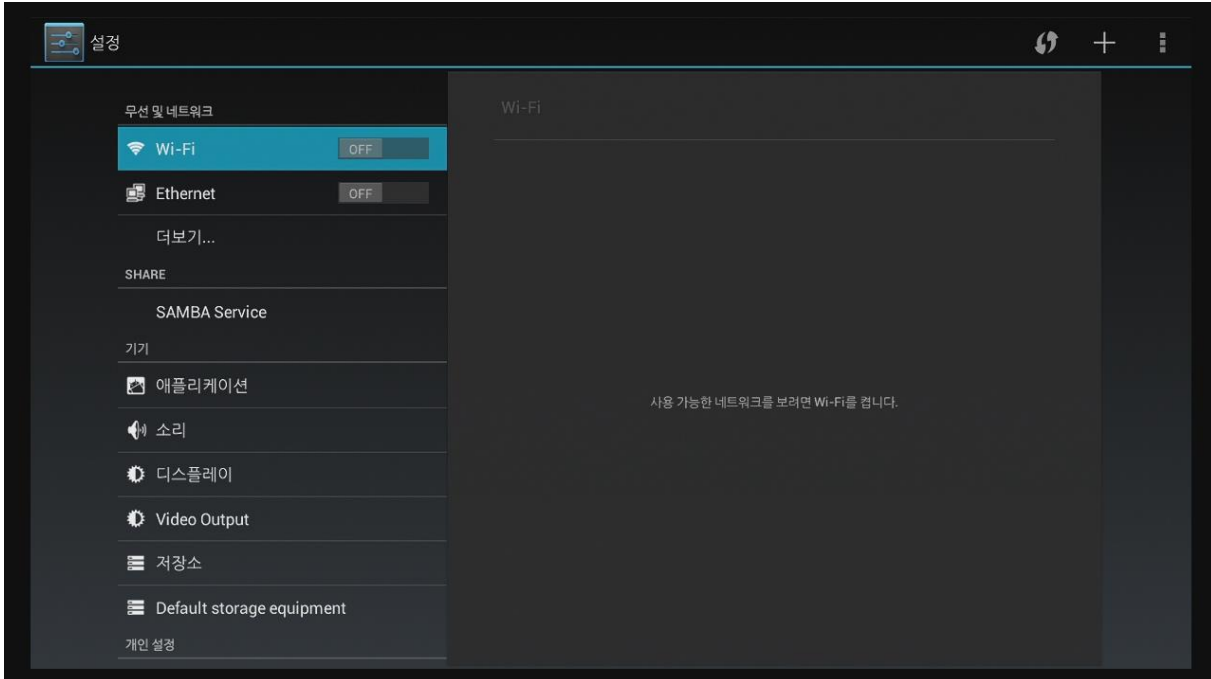 설정
무선 및 네트워크
Wi-Fi
Wi-Fi OFF
Ethernet OFF
더보기...
SHARE
SAMBA Service
기기
애플리케이션
사용 가능한 네트워크를 보려면 Wi-Fi를 켭니다.
소리
디스플레이
Video Output
저장소
Default storage equipment
개인 설정